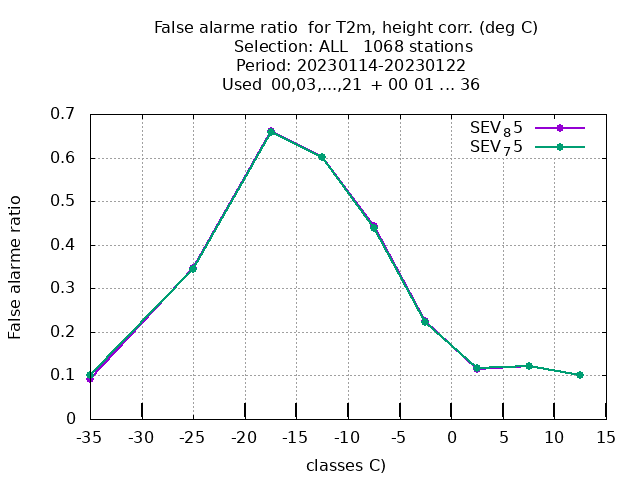 False alarme ratio  for T2m, height corr. (deg C)
Selection: ALL   1068 stations
Period: 20230114-20230122
Used  00,03,...,21  + 00 01 ... 36
SEV₈5
SEV₇5
False alarme ratio
0.7
0.6
0.5
0.4
0.3
0.2
0.1
0
-35 -30 -25 -20 -15 -10 -5 0 5 10 15
classes C)